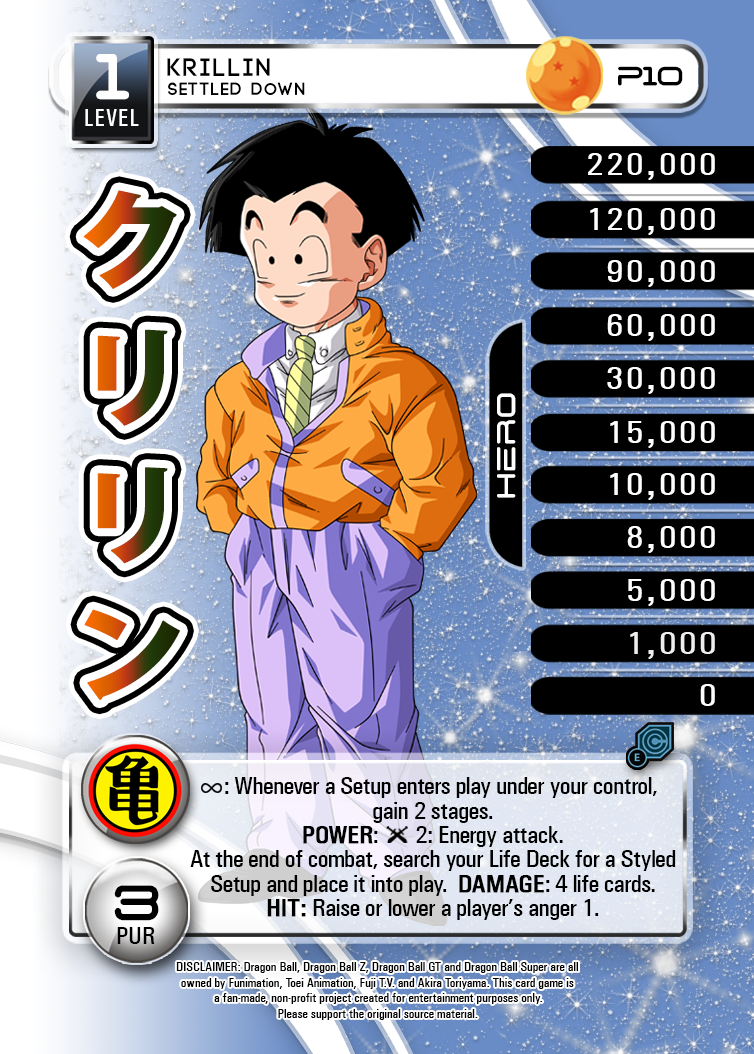 1
LEVEL
KRILLIN
SETTLED DOWN
P10
クリリン
220,000
120,000
90,000
60,000
30,000
15,000
10,000
8,000
5,000
1,000
0
HERO
C
E
亀
3
PUR
∞: Whenever a Setup enters play under your control,
gain 2 stages.
POWER: 2: Energy attack.
At the end of combat, search your Life Deck for a Styled
Setup and place it into play. DAMAGE: 4 life cards.
HIT: Raise or lower a player's anger 1.
DISCLAIMER: Dragon Ball, Dragon Ball Z, Dragon Ball GT and Dragon Ball Super are all
owned by Funimation, Toei Animation, Fuji T.V. and Akira Toriyama. This card game is
a fan-made, non-profit project created for entertainment purposes only.
Please support the original source material.